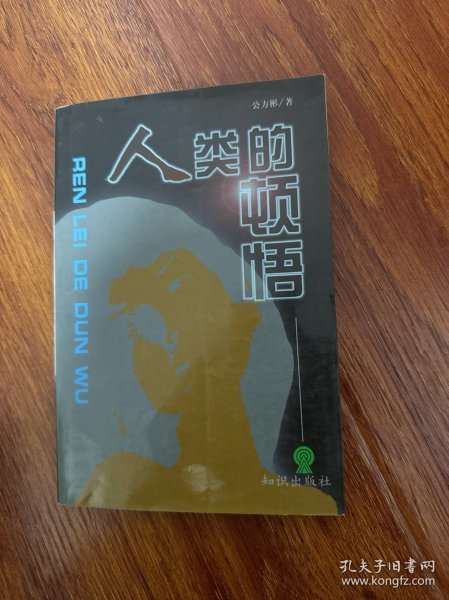 公方彬/著
人类的
顿悟
REN LEI DE DUN WU
知识出版社
孔夫子旧书网
www.kongfz.com